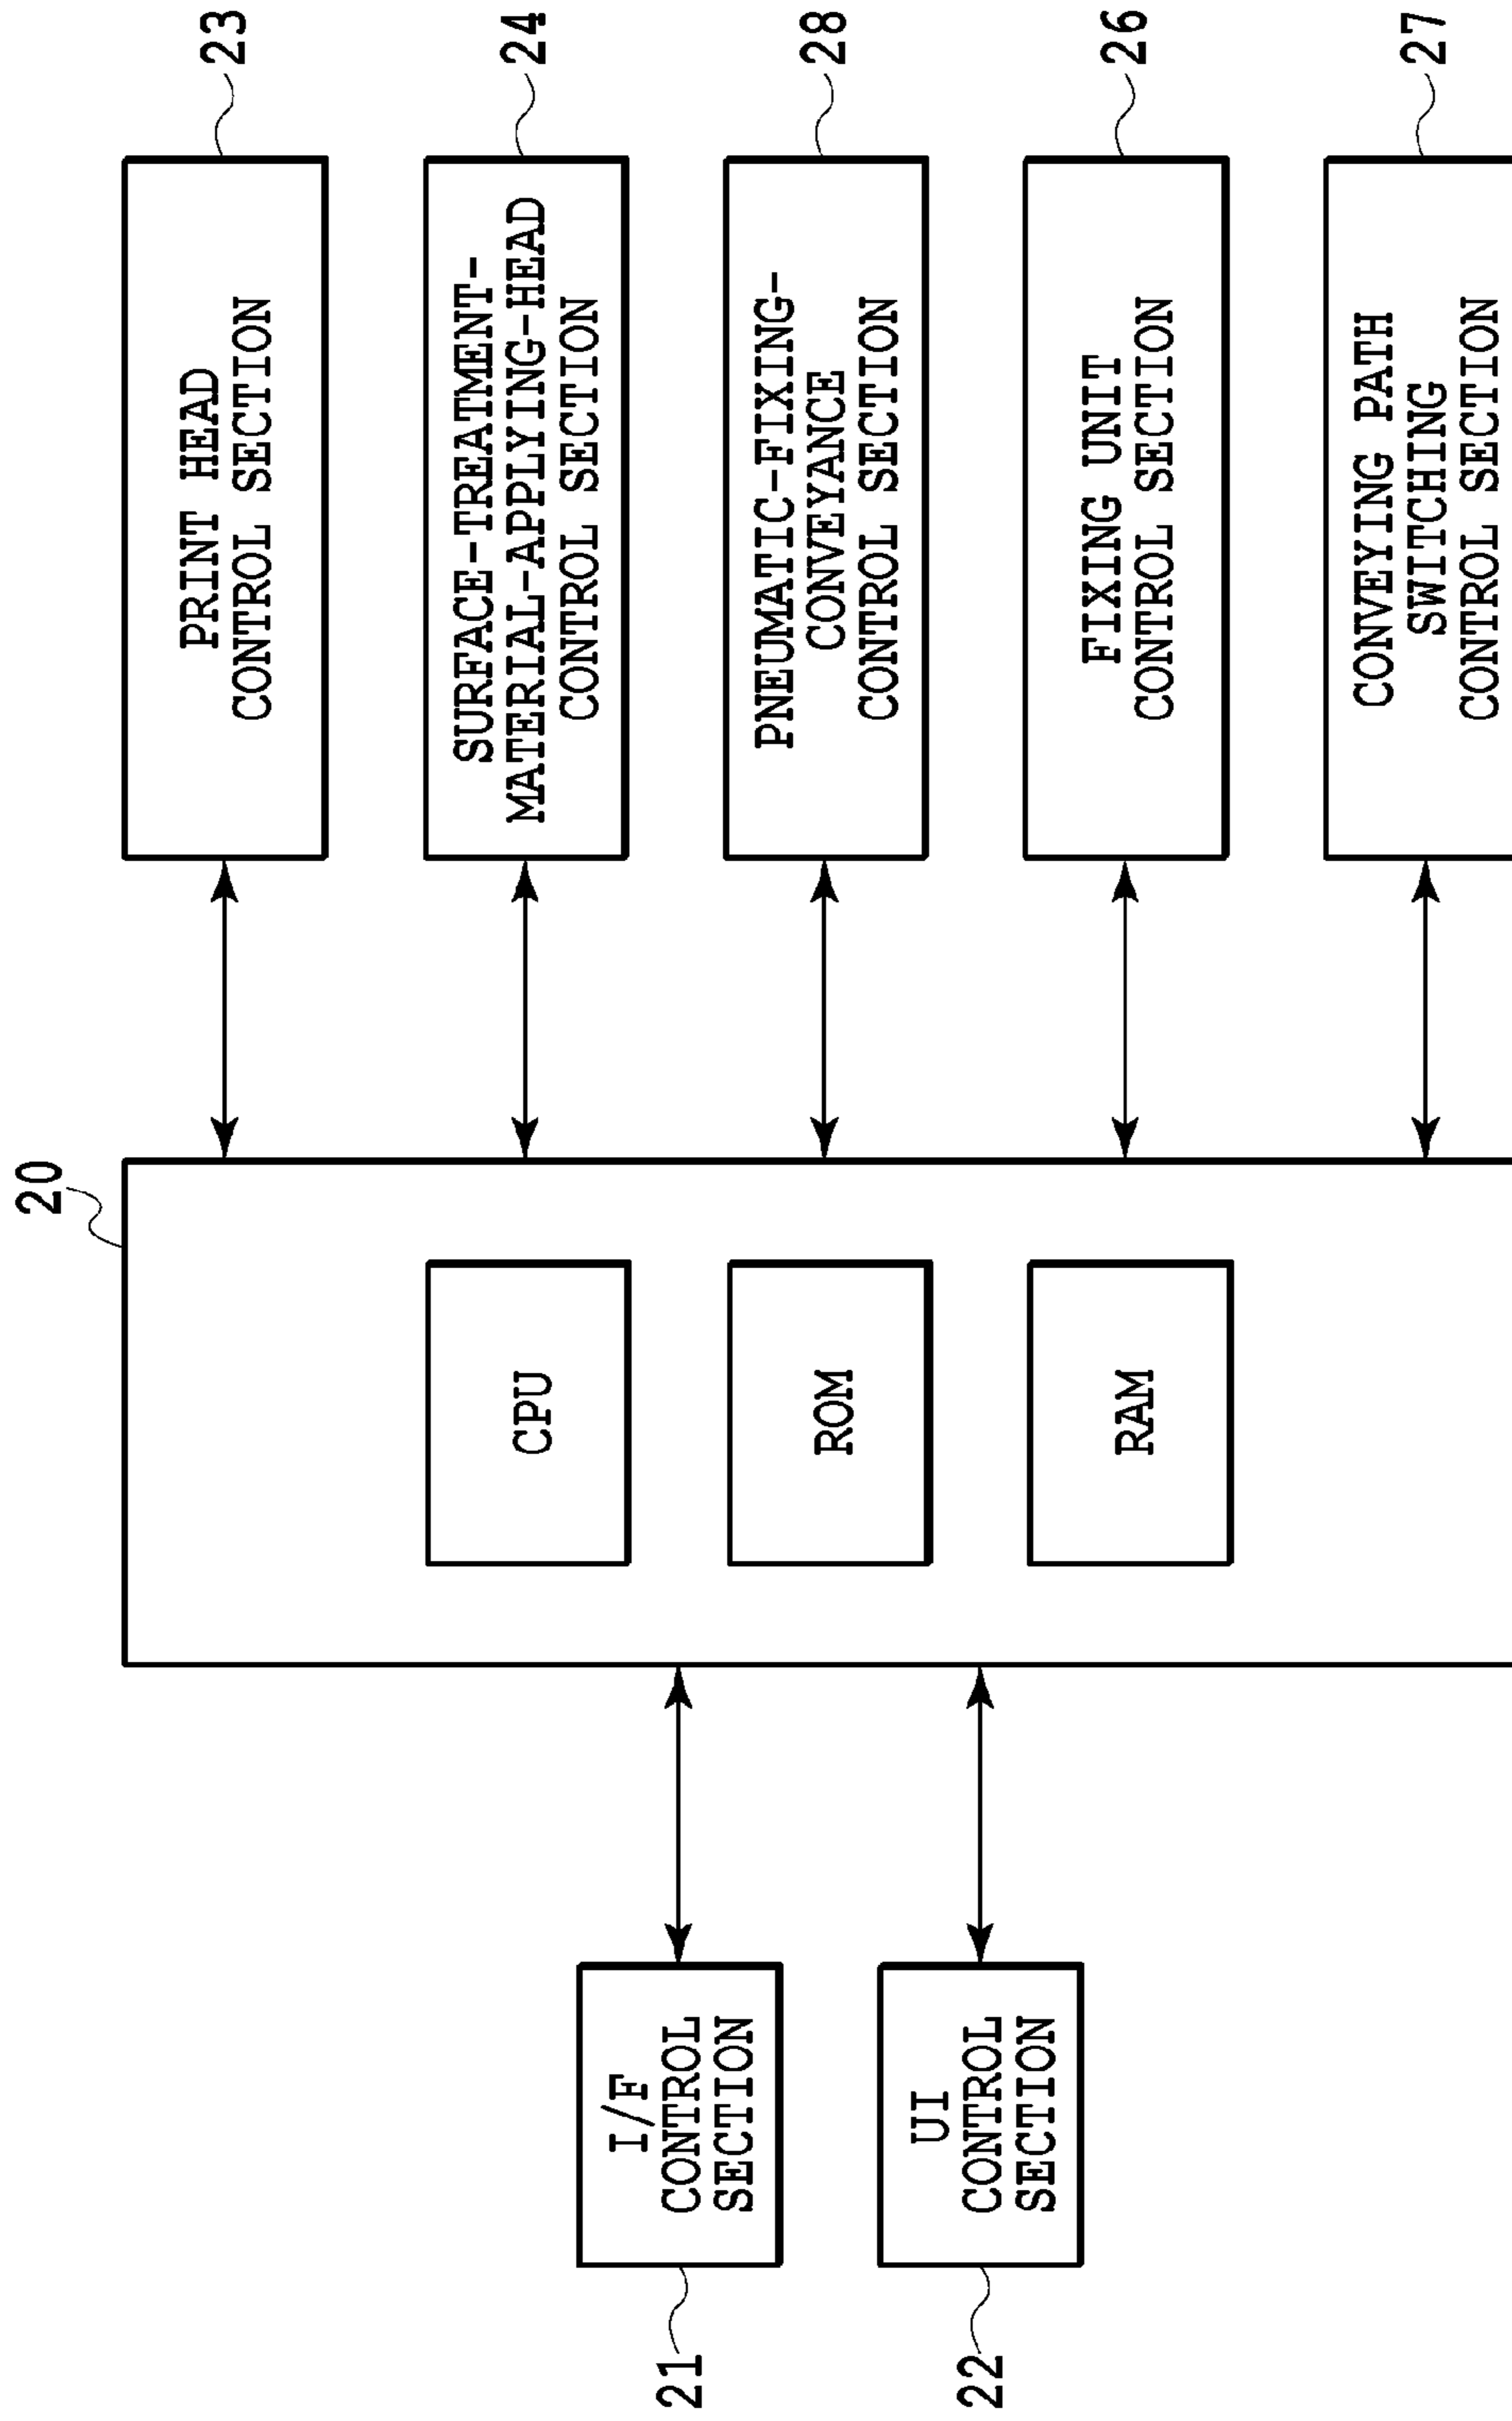 20
CPU
ROM
RAM
I/F
CONTROL
SECTION
21
UI
CONTROL
SECTION
22
PRINT HEAD
CONTROL SECTION
23
SURFACE-TREATMENT-
MATERIAL-APPLYING-HEAD
CONTROL SECTION
24
PNEUMATIC-FIXING-
CONVEYANCE
CONTROL SECTION
28
FIXING UNIT
CONTROL SECTION
26
CONVEYING PATH
SWITCHING
CONTROL SECTION
27